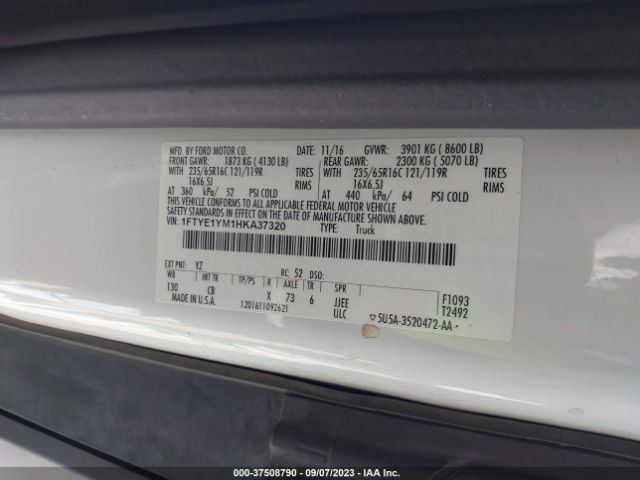 MFD. BY FORD MOTOR CO. 11/16 GVWR: 3901 KG ( 8600 LB)
FRONT GAWR: 1873 KG ( 4130 LB) REAR GAWR: 2300 KG ( 5070 LB)
WITH 235/65R16C 121/119R TIRES WITH 235/65R16C 121/119R TIRES
16X6.5J RIMS 16X6.5J RIMS
AT 360 kPa/ 52 PSI COLD AT 440 kPa/ 64 PSI COLD
THIS VEHICLE CONFORMS TO ALL APPLICABLE FEDERAL MOTOR VEHICLE
SAFETY STANDARDS IN EFFECT ON THE DATE OF MANUFACTURE SHOWN ABOVE.
VIN: 1FTYE1YM1HKA37320 TYPE: Truck
EXT PNT: YZ RC: 52 DSO:
WB INT TR TP/PS R AXLE TR SPR
130 CB X 73 6 JJEE
MADE IN U.S.A. 1201611092621 ULC
F1093
T2492
5U5A-3520472-AA
000-37508790 - 09/07/2023 - IAA Inc.